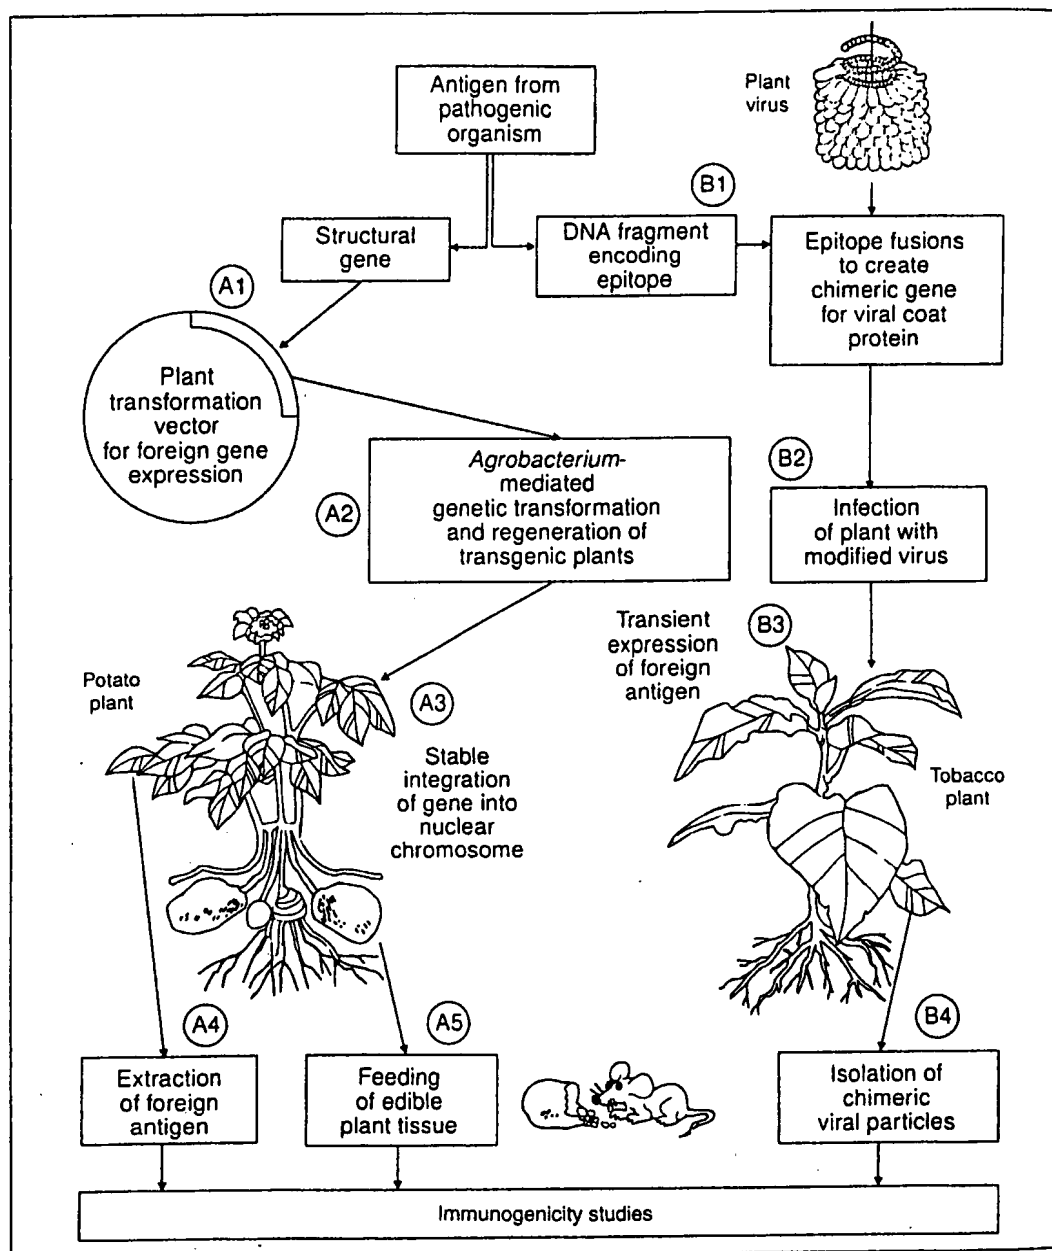 Antigen from
pathogenic
organism
Plant
virus
B1
Structural
gene
DNA fragment
encoding
epitope
Epitope fusions
to create
chimeric gene
for viral coat
protein
A1
Plant
transformation
vector
for foreign gene
expression
A2
Agrobacterium-
mediated
genetic transformation
and regeneration of
transgenic plants
B2
Infection
of plant with
modified virus
Transient
expression
of foreign
antigen
B3
Potato
plant
A3
Stable
integration
of gene into
nuclear
chromosome
Tobacco
plant
A4
Extraction
of foreign
antigen
A5
Feeding
of edible
plant tissue
B4
Isolation of
chimeric
viral particles
Immunogenicity studies